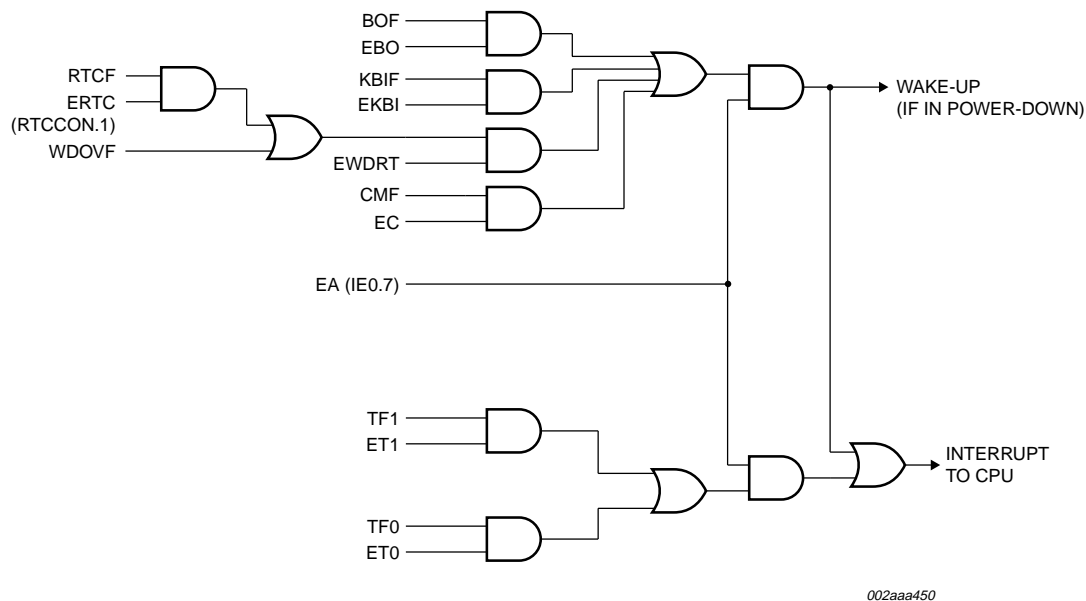 BOF
EBO
RTCF
KBIF
ERTC
EKBI
(RTCCON.1)
WDOVF
EWDRT
CMF
EC
WAKE-UP
(IF IN POWER-DOWN)
EA (IE0.7)
TF1
ET1
TF0
ET0
INTERRUPT
TO CPU
002aaa450